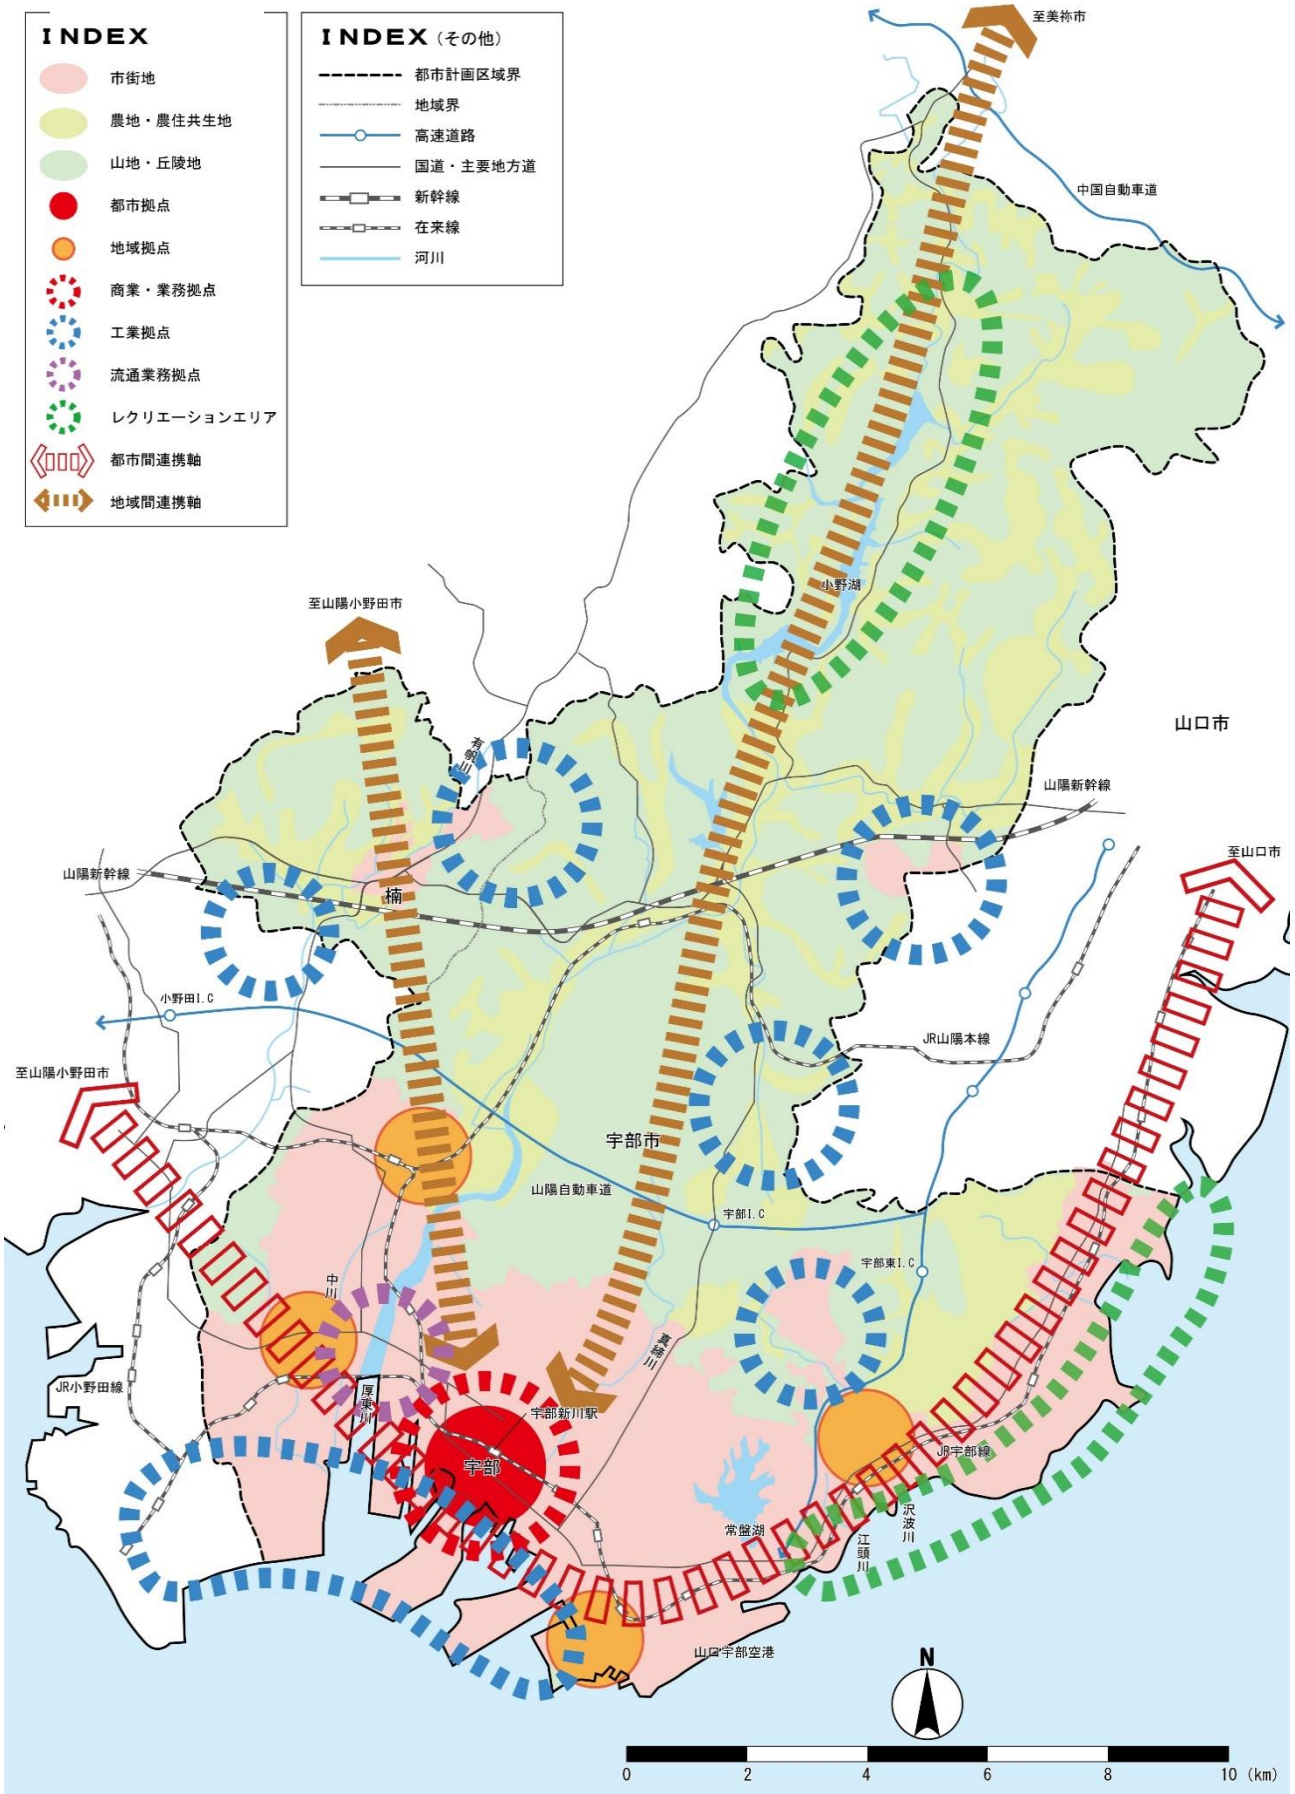 INDEX
市街地
農地・農住共生地
山地・丘陵地
都市拠点
地域拠点
商業・業務拠点
工業拠点
流通業務拠点
レクリエーションエリア
都市間連携軸
地域間連携軸
INDEX（その他）
都市計画区域界
地域界
高速道路
国道・主要地方道
新幹線
在来線
河川
至美祢市
中国自動車道
小野湖
至山陽小野田市
山口市
有帆川
山陽新幹線
至山口市
山陽新幹線
楠
小野田I.C
JR山陽本線
至山陽小野田市
宇部市
山陽自動車道
宇部I.C
宇部東I.C
中川
真締川
JR小野田線
厚東川
宇部新川駅
宇部
JR宇部線
常盤湖
沢波川
江頭川
山口宇部空港
N
0 2 4 6 8 10 (km)